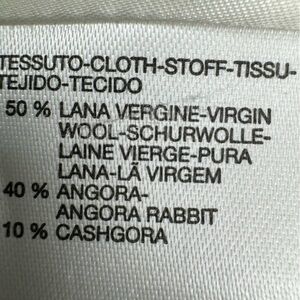 TESSUTO-CLOTH-STOFF-TISSU-
TEJIDO-TECIDO
50 % LANA VERGINE-VIRGIN
WOOL-SCHURWOLLE-
LAINE VIERGE-PURA
LANA-LÃ VIRGEM
40 % ANGORA-
ANGORA RABBIT
10 % CASHGORA